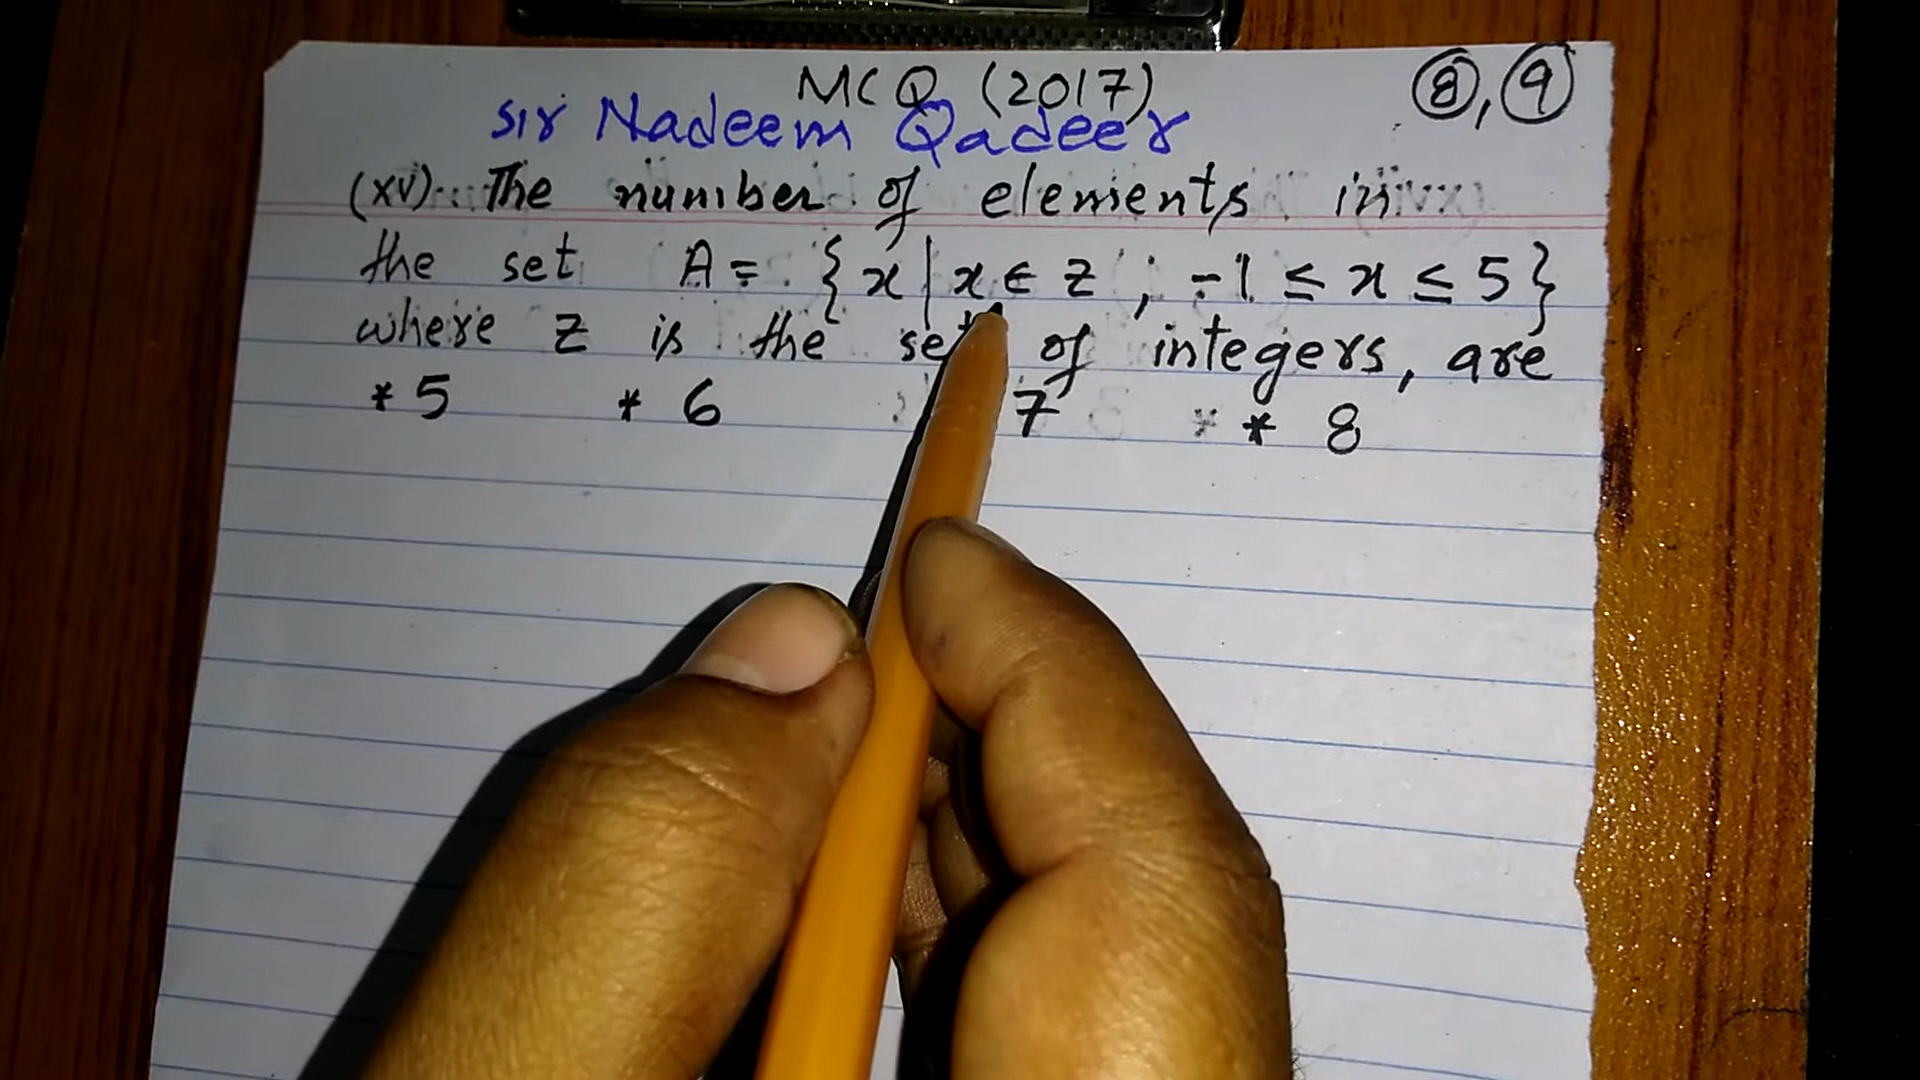 MCQ (2017)
8, 9
Sir Nadeem Qadeer
(xv) The number of elements in
the set A = {x | x ∈ z ; -1 ≤ x ≤ 5}
where z is the set of integers, are
* 5 * 6 7 * 8